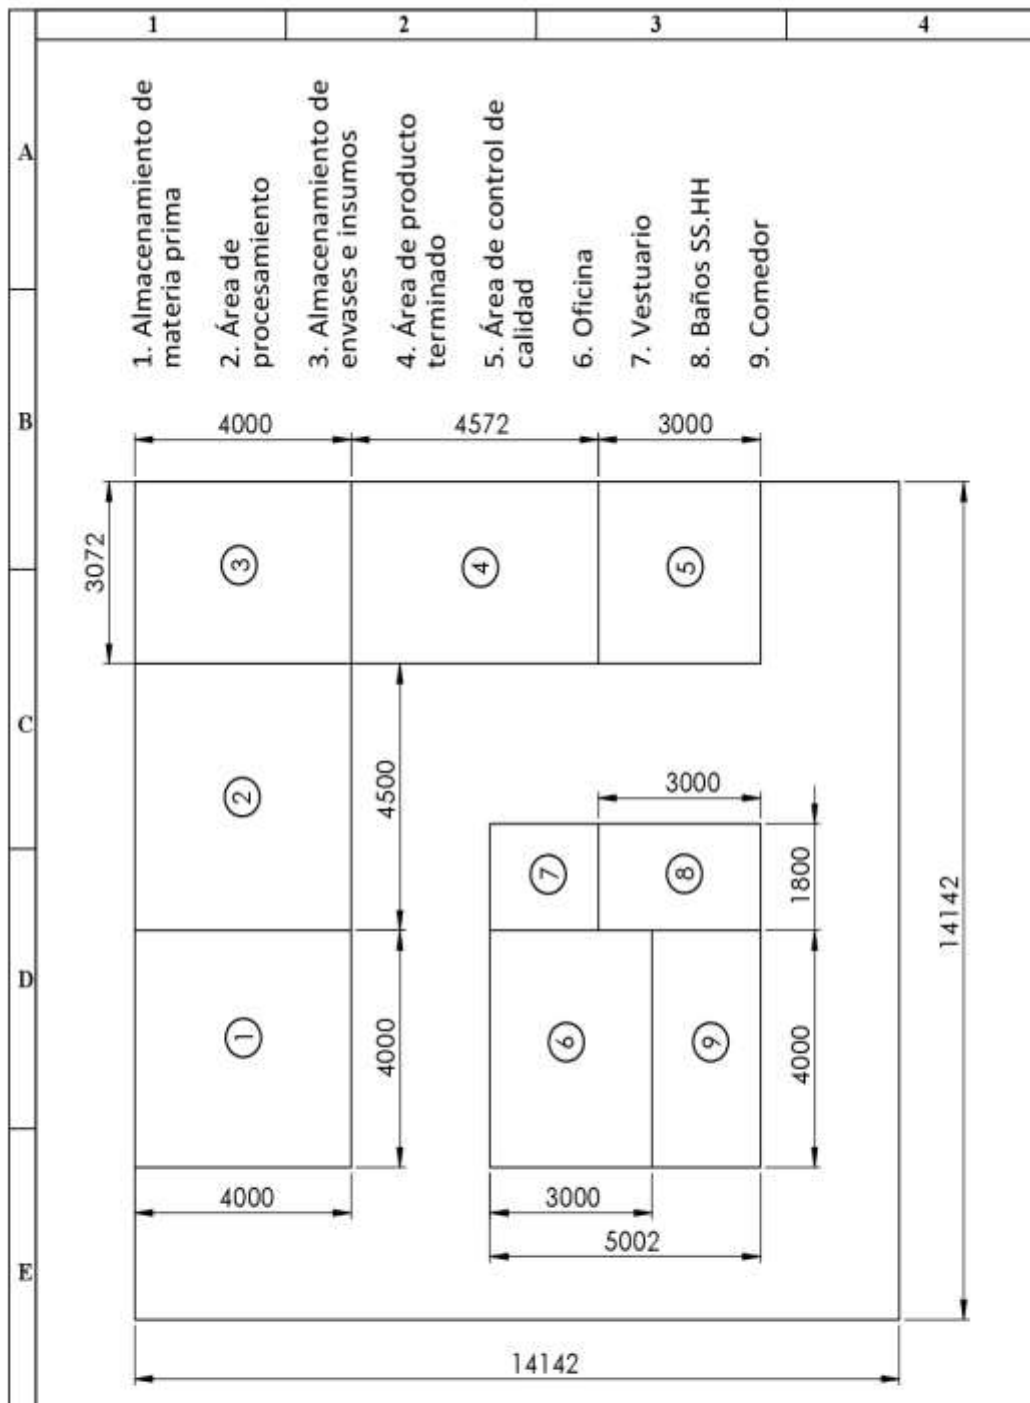 1
2
3
4
A
B
C
D
E
1. Almacenamiento de
materia prima
2. Área de
procesamiento
3. Almacenamiento de
envases e insumos
4. Área de producto
terminado
5. Área de control de
calidad
6. Oficina
7. Vestuario
8. Baños SS.HH
9. Comedor
4000
4572
3000
3072
3
4
5
2
4500
3000
7
8
1800
14142
1
4000
6
9
4000
4000
3000
5002
14142